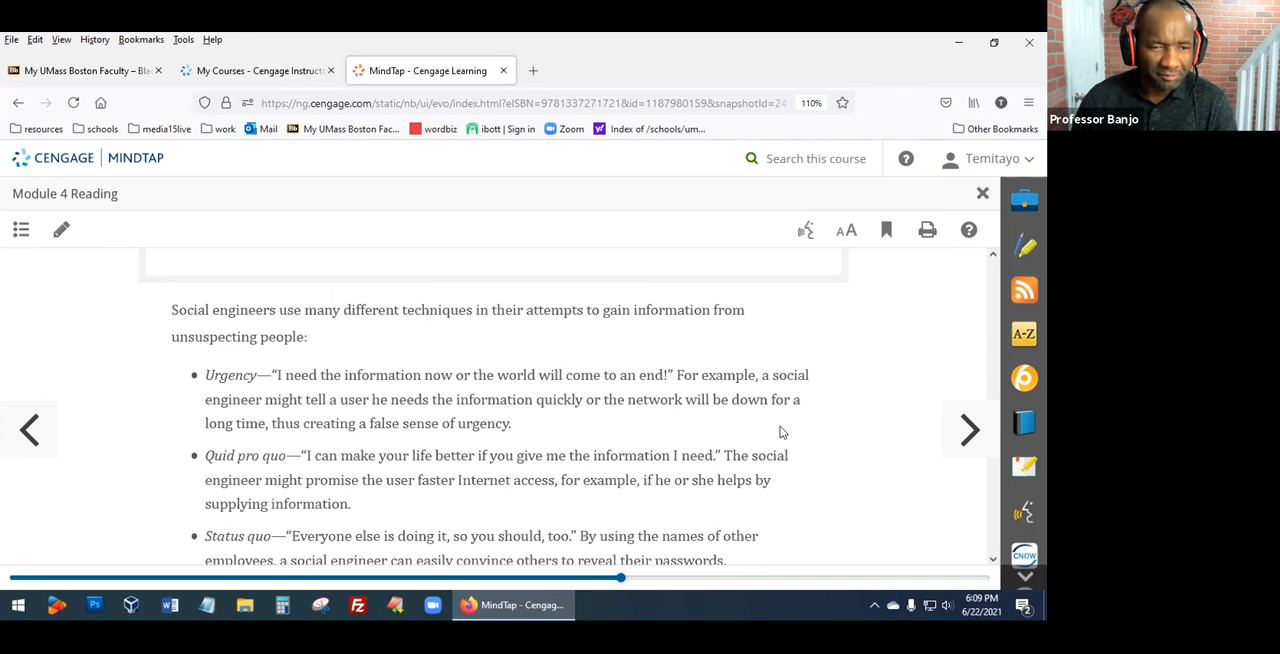 File Edit View History Bookmarks Tools Help
My UMass Boston Faculty – Bla
My Courses - Cengage Instruct
MindTap - Cengage Learning
https://ng.cengage.com/static/nb/ui/evo/index.html?eISBN=9781337271721&id=1187980159&snapshotId=24
110%
resources schools media15live work Mail My UMass Boston Fac... wordbiz ibott | Sign in Zoom Index of /schools/um... Other Bookmarks
CENGAGE | MINDTAP
Search this course
Temitayo
Module 4 Reading
AA
Social engineers use many different techniques in their attempts to gain information from
unsuspecting people:
• Urgency—“I need the information now or the world will come to an end!” For example, a social
engineer might tell a user he needs the information quickly or the network will be down for a
long time, thus creating a false sense of urgency.
• Quid pro quo—“I can make your life better if you give me the information I need.” The social
engineer might promise the user faster Internet access, for example, if he or she helps by
supplying information.
• Status quo—“Everyone else is doing it, so you should, too.” By using the names of other
employees, a social engineer can easily convince others to reveal their passwords.
A-Z
CNOW
MindTap - Cengag...
6:09 PM
6/22/2021
2
Professor Banjo